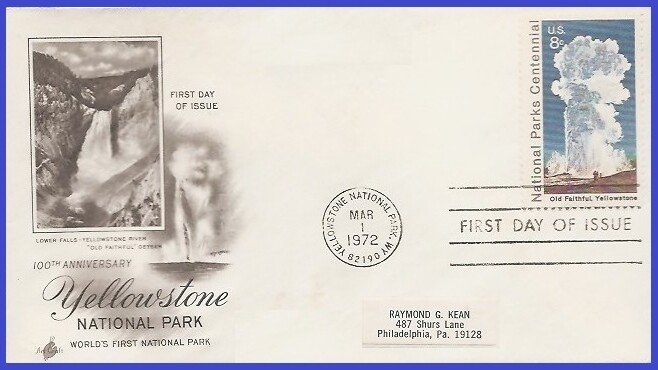 FIRST DAY
OF ISSUE
LOWER FALLS - YELLOWSTONE RIVER
"OLD FAITHFUL" GEYSER
100TH ANNIVERSARY
Yellowstone
NATIONAL PARK
WORLD'S FIRST NATIONAL PARK
Art Craft
YELLOWSTONE NATIONAL PARK, WY
MAR
1
1972
82190
U.S.
8c
National Parks Centennial
Old Faithful, Yellowstone
FIRST DAY OF ISSUE
RAYMOND G. KEAN
487 Shurs Lane
Philadelphia, Pa. 19128